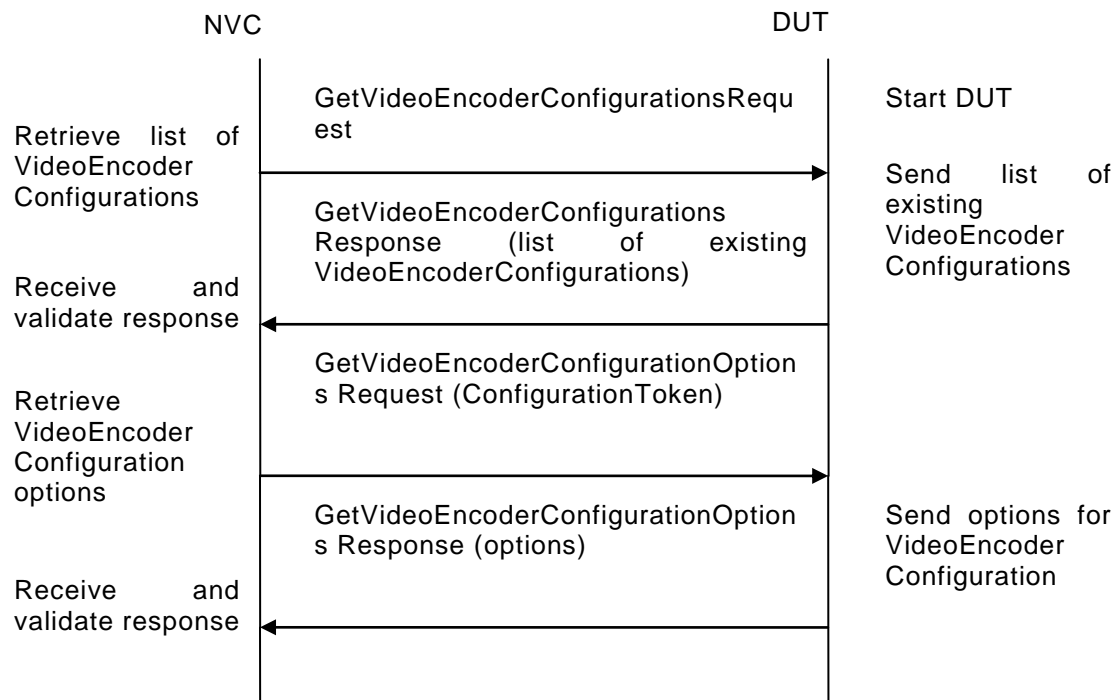 NVC
DUT
GetVideoEncoderConfigurationsRequ
est
Start DUT
Retrieve list of
VideoEncoder
Configurations
Send list of
existing
VideoEncoder
Configurations
GetVideoEncoderConfigurations
Response (list of existing
VideoEncoderConfigurations)
Receive and
validate response
GetVideoEncoderConfigurationOption
s Request (ConfigurationToken)
Retrieve
VideoEncoder
Configuration
options
GetVideoEncoderConfigurationOption
s Response (options)
Send options for
VideoEncoder
Configuration
Receive and
validate response